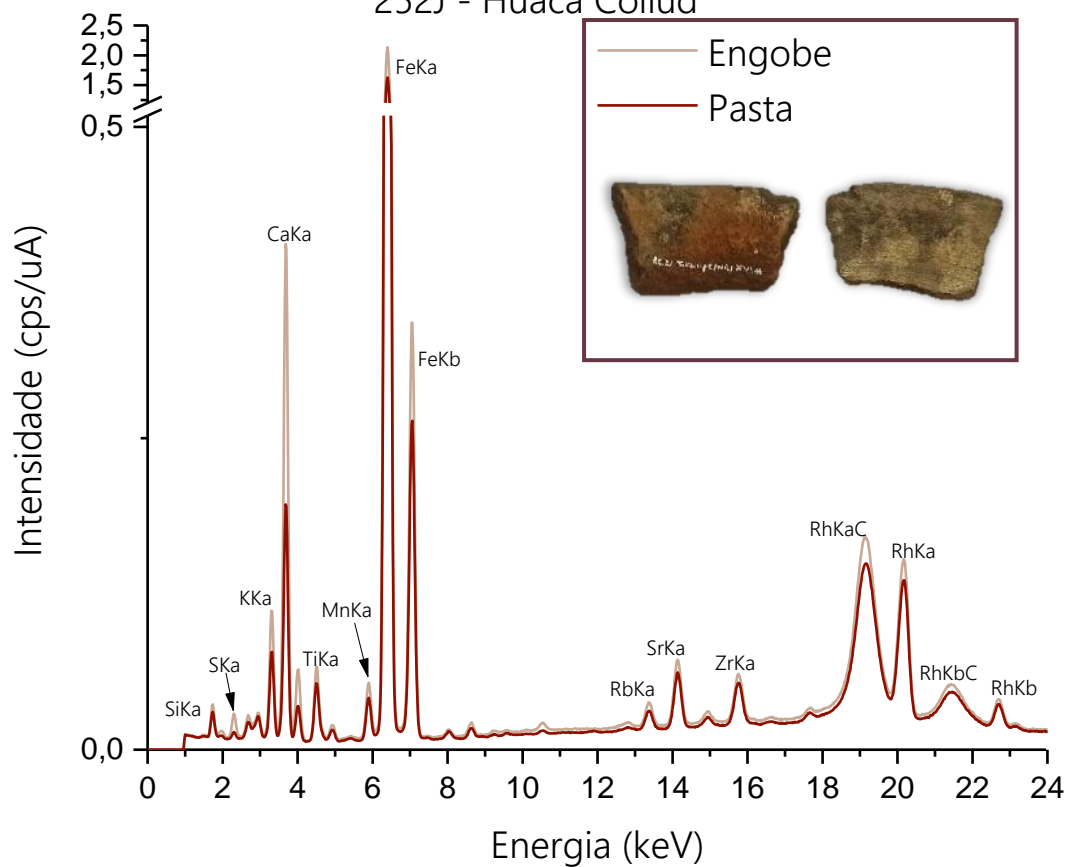 252J - Huaca Collud
Engobe
Pasta
Intensidade (cps/uA)
2,5
2,0
1,5
0,5
0,0
FeKa
CaKa
FeKb
KKa
MnKa
SKa
TiKa
SiKa
RbKa
SrKa
ZrKa
RhKaC
RhKa
RhKbC
RhKb
0 2 4 6 8 10 12 14 16 18 20 22 24
Energia (keV)